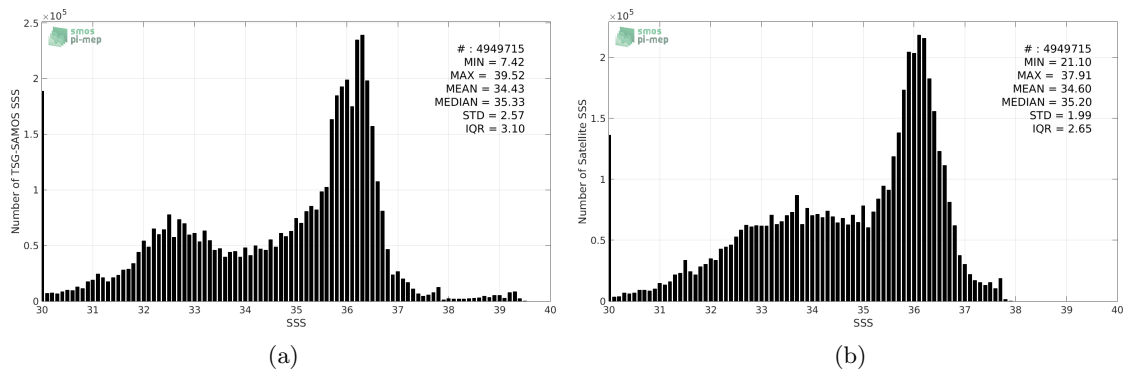 ×10^5
smos
pi-mep
# : 4949715
MIN = 7.42
MAX = 39.52
MEAN = 34.43
MEDIAN = 35.33
STD = 2.57
IQR = 3.10
Number of TSG-SAMOS SSS
2.5
2
1.5
1
0.5
0
30 31 32 33 34 35 36 37 38 39 40
SSS
(a)
×10^5
smos
pi-mep
# : 4949715
MIN = 21.10
MAX = 37.91
MEAN = 34.60
MEDIAN = 35.20
STD = 1.99
IQR = 2.65
Number of Satellite SSS
2
1.5
1
0.5
0
30 31 32 33 34 35 36 37 38 39 40
SSS
(b)